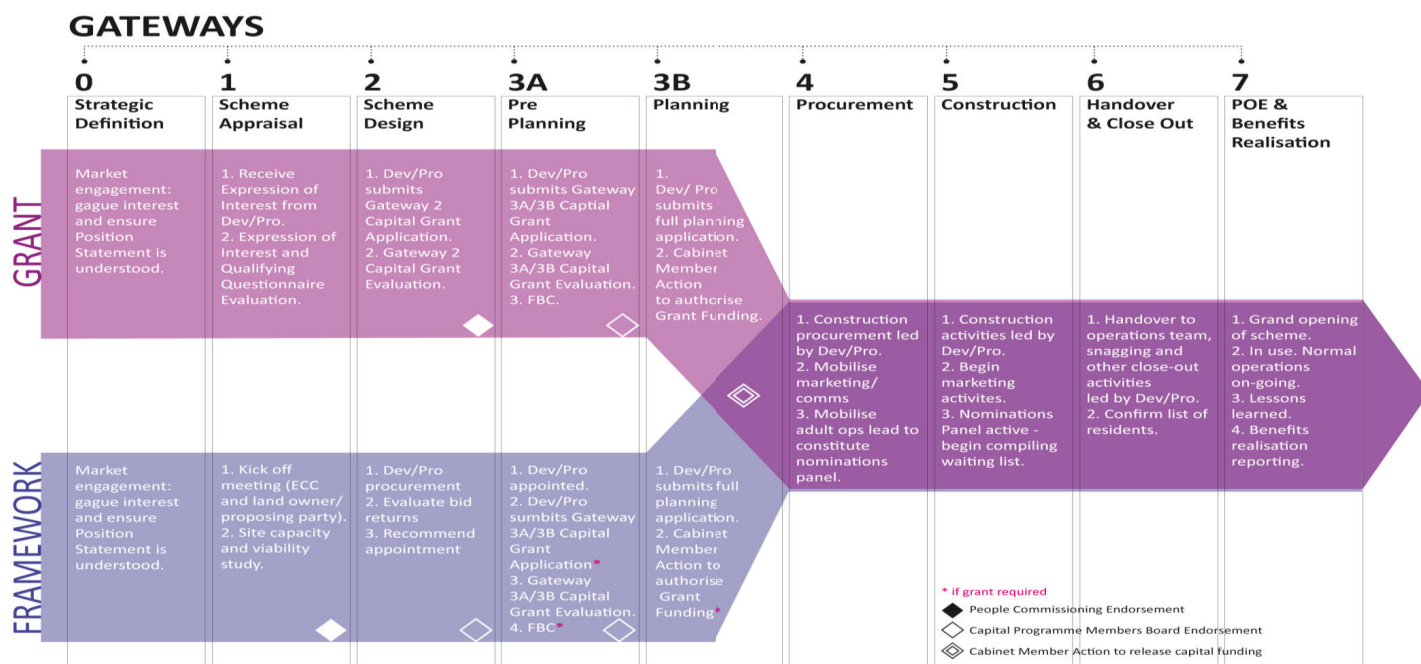 GATEWAYS
0
Strategic
Definition
1
Scheme
Appraisal
2
Scheme
Design
3A
Pre
Planning
3B
Planning
4
Procurement
5
Construction
6
Handover
& Close Out
7
POE &
Benefits
Realisation
GRANT
Market
engagement:
gague interest
and ensure
Position
Statement is
understood.
1. Receive
Expression of
Interest from
Dev/Pro.
2. Expression of
Interest and
Qualifying
Questionnaire
Evaluation.
1. Dev/Pro
submits
Gateway 2
Capital Grant
Application.
2. Gateway 2
Capital Grant
Evaluation.
1. Dev/Pro
submits Gateway
3A/3B Captial
Grant
Application.
2. Gateway
3A/3B Capital
Grant Evaluation.
3. FBC.
1.
Dev/ Pro
submits
full planning
application.
2. Cabinet
Member
Action
to authorise
Grant Funding.
1. Construction
procurement led
by Dev/Pro.
2. Mobilise
marketing/
comms
3. Mobilise
adult ops lead to
constitute
nominations
panel.
1. Construction
activities led by
Dev/Pro.
2. Begin
marketing
activites.
3. Nominations
Panel active -
begin compiling
waiting list.
1. Handover to
operations team,
snagging and
other close-out
activities
led by Dev/Pro.
2. Confirm list of
residents.
1. Grand opening
of scheme.
2. In use. Normal
operations
on-going.
3. Lessons
learned.
4. Benefits
realisation
reporting.
FRAMEWORK
Market
engagement:
gague interest
and ensure
Position
Statement is
understood.
1. Kick off
meeting (ECC
and land owner/
proposing party).
2. Site capacity
and viability
study.
1. Dev/Pro
procurement
2. Evaluate bid
returns
3. Recommend
appointment
1. Dev/Pro
appointed.
2. Dev/Pro
sumbits Gateway
3A/3B Capital
Grant
Application*
3. Gateway
3A/3B Capital
Grant Evaluation.
4. FBC*
1. Dev/Pro
submits full
planning
application.
2. Cabinet
Member
Action to
authorise
Grant
Funding*
* if grant required
People Commissioning Endorsement
Capital Programme Members Board Endorsement
Cabinet Member Action to release capital funding